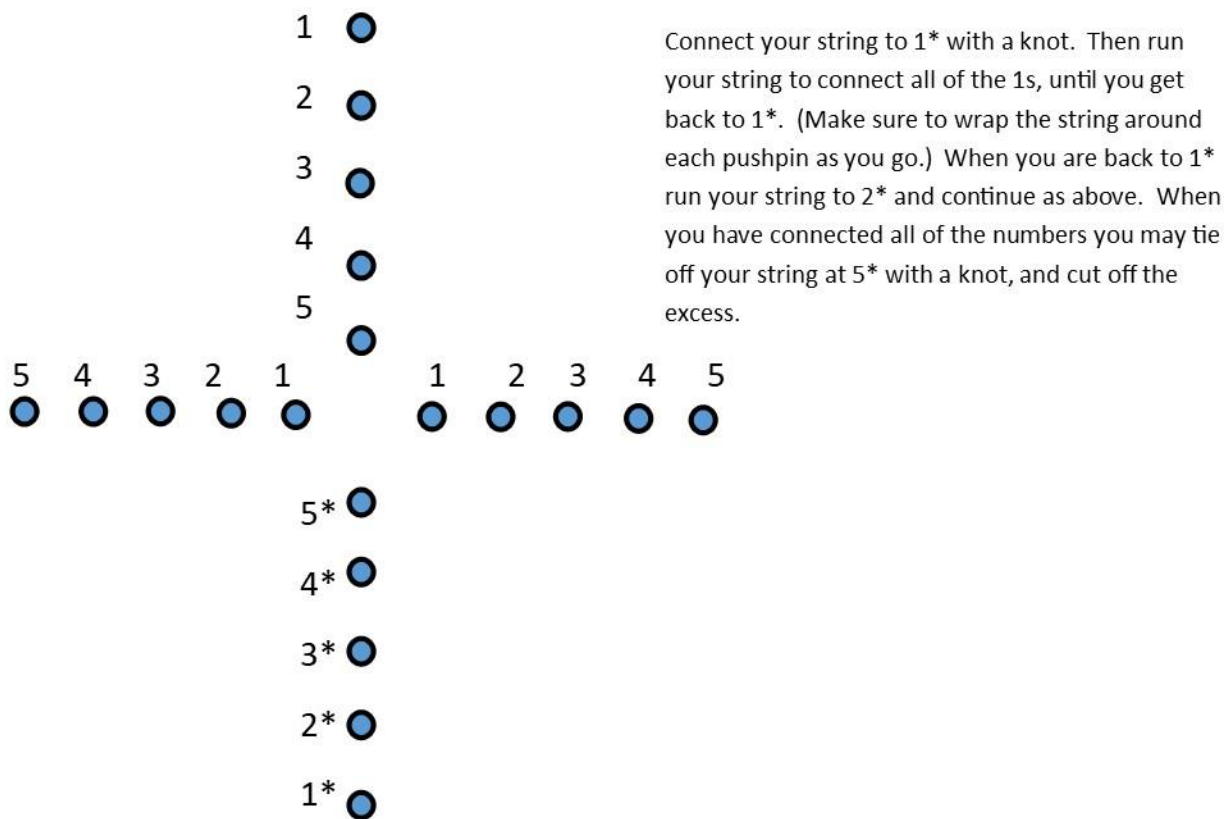 1
Connect your string to 1* with a knot.  Then run
your string to connect all of the 1s, until you get
back to 1*.  (Make sure to wrap the string around
each pushpin as you go.)  When you are back to 1*
run your string to 2* and continue as above.  When
you have connected all of the numbers you may tie
off your string at 5* with a knot, and cut off the
excess.
2
3
4
5
5 4 3 2 1 1 2 3 4 5
5*
4*
3*
2*
1*